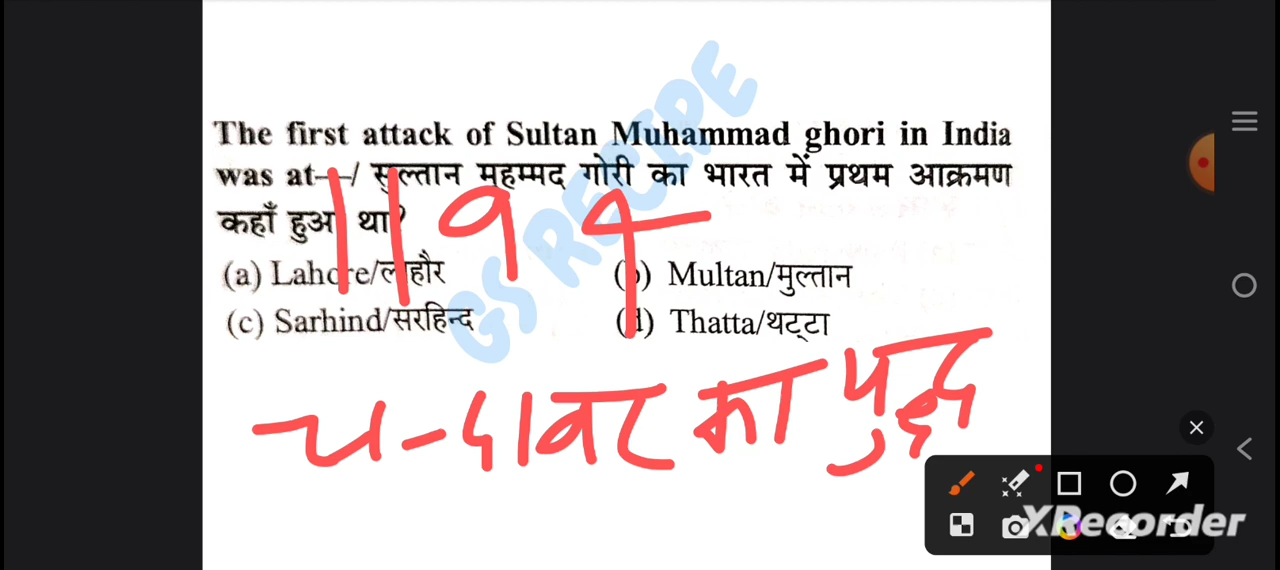 The first attack of Sultan Muhammad ghori in India
was at—/ सुल्तान मुहम्मद गोरी का भारत में प्रथम आक्रमण
कहाँ हुआ था?
(a) Lahore/लाहौर (b) Multan/मुल्तान
(c) Sarhind/सरहिन्द (d) Thatta/थट्टा
GS RECIPE
1194
चन्दावर का युद्ध
XRecorder